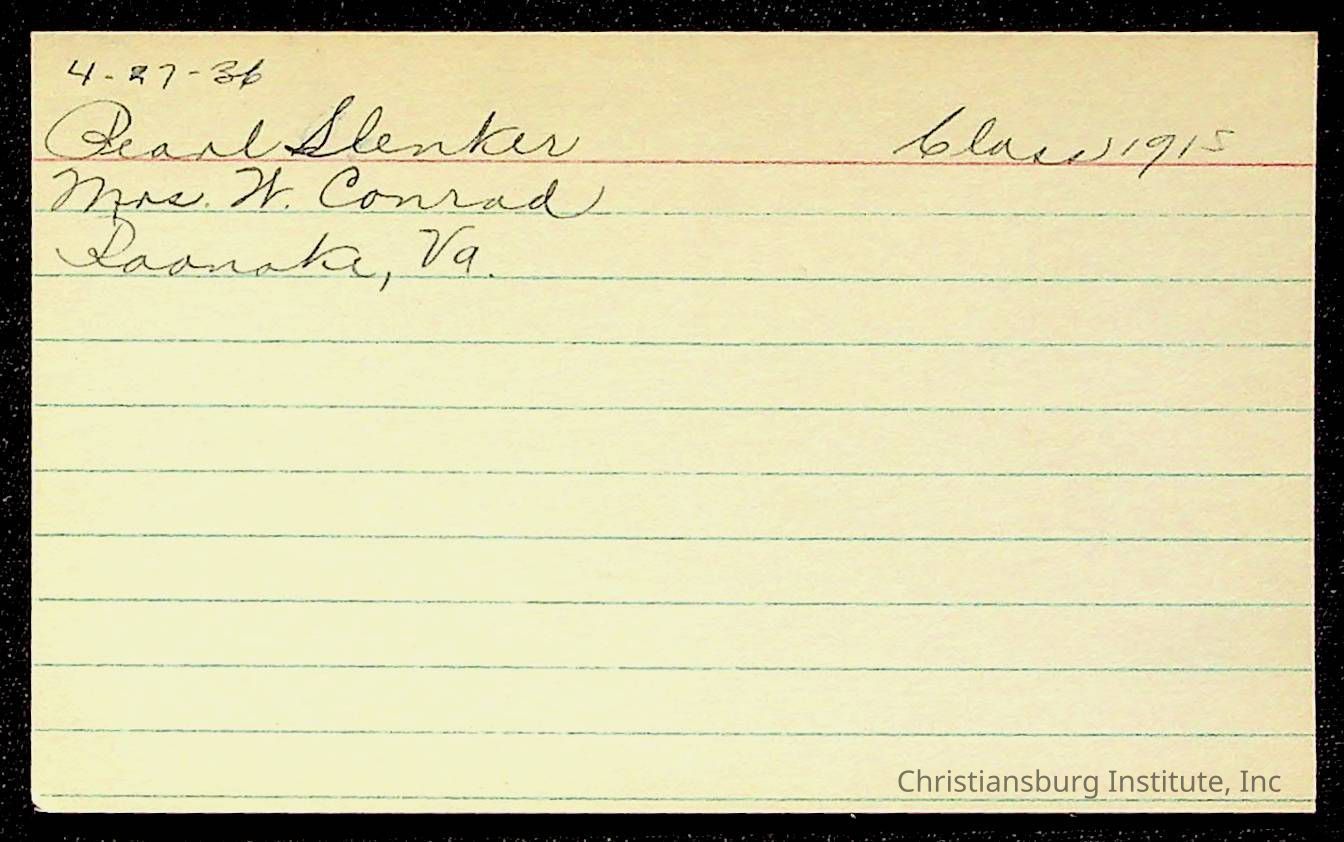 4-27-36
Pearl Slenker Class 1915
Mrs. W. Conrad
Roanoke, Va.
Christiansburg Institute, Inc